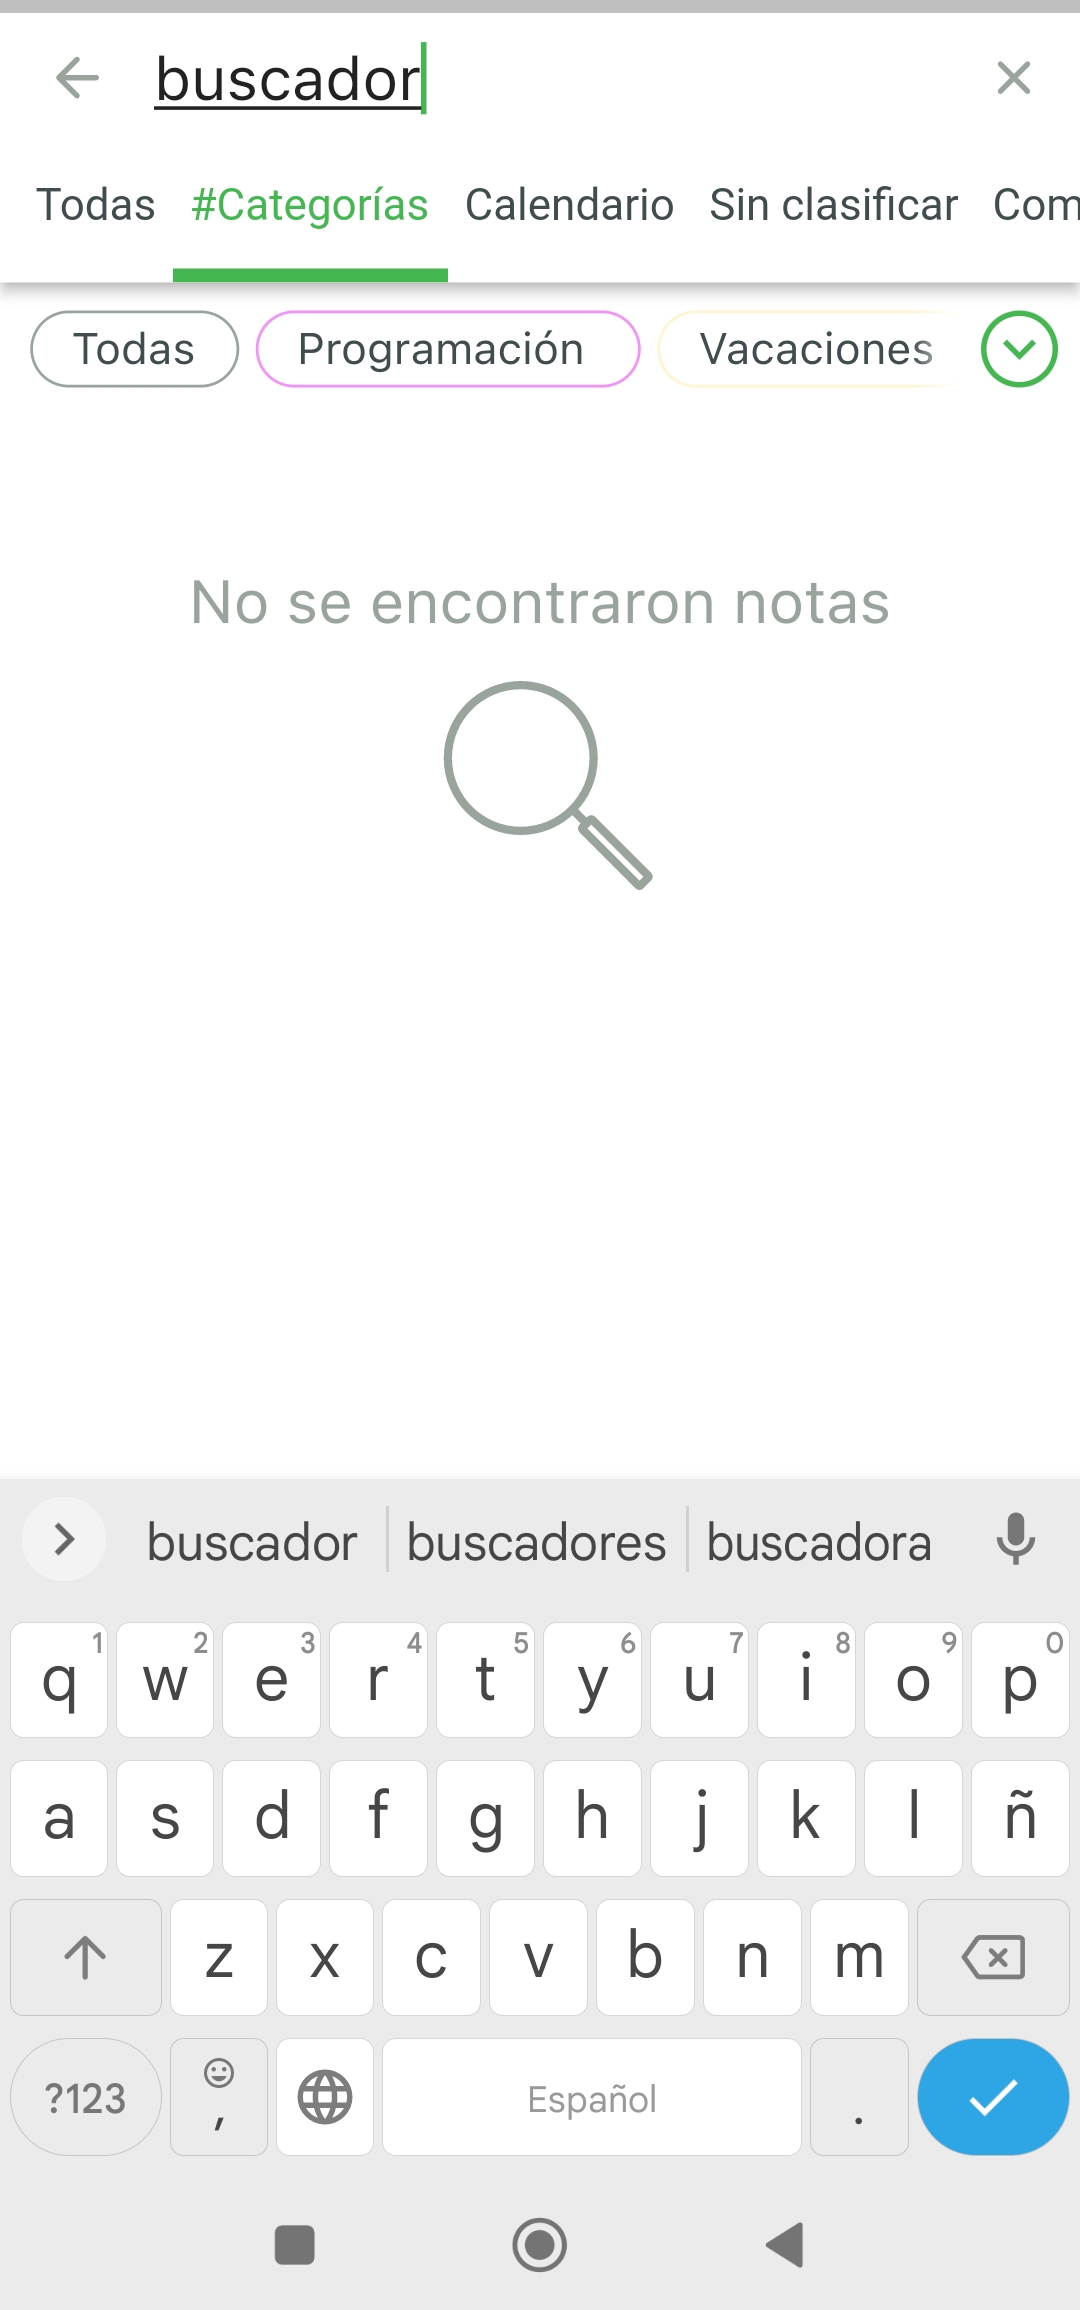 buscador
Todas #Categorías Calendario Sin clasificar Com
Todas Programación Vacaciones
No se encontraron notas
buscador buscadores buscadora
1 2 3 4 5 6 7 8 9 0
q w e r t y u i o p
a s d f g h j k l ñ
z x c v b n m
?123 , Español .